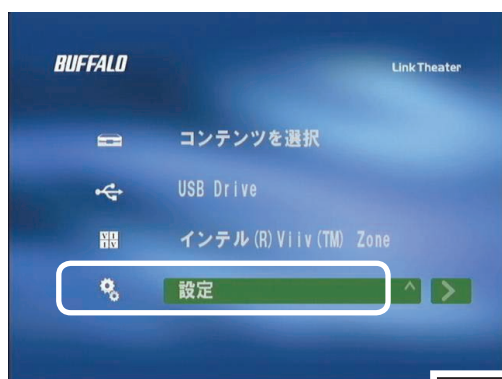 BUFFALO
LinkTheater
コンテンツを選択
USB Drive
インテル(R)Viiv(TM) Zone
設定